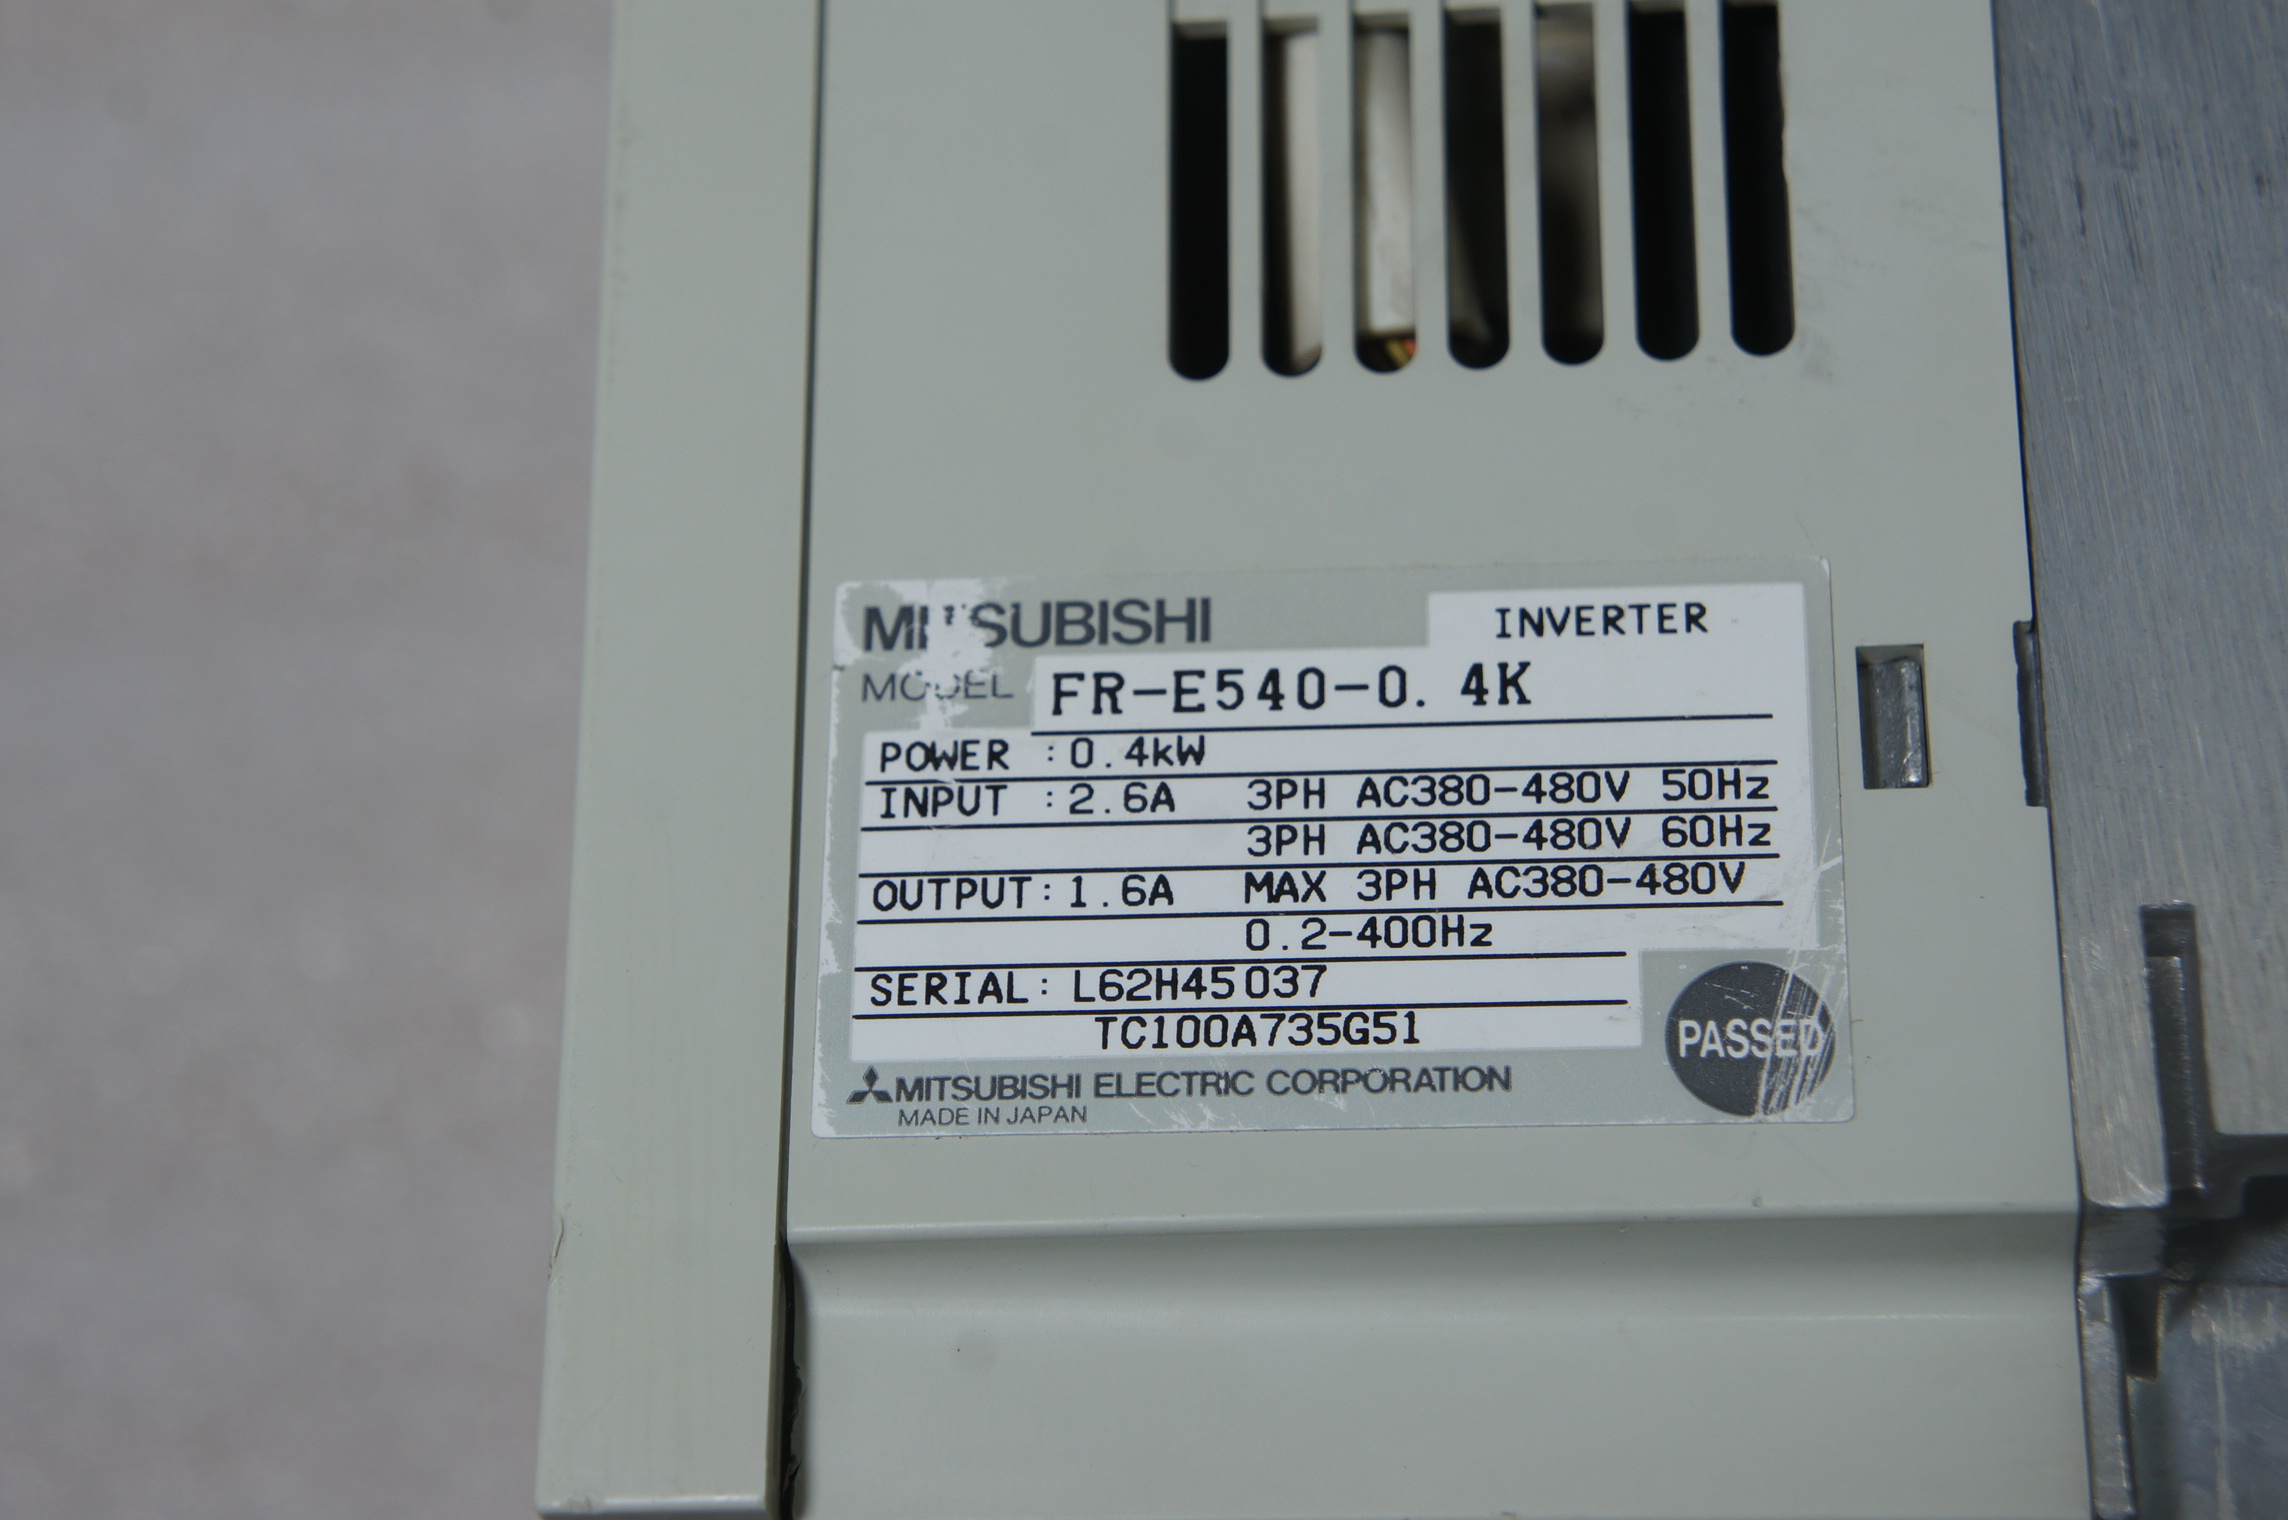 MITSUBISHI INVERTER
MODEL FR-E540-0.4K
POWER :0.4kW
INPUT :2.6A 3PH AC380-480V 50Hz
3PH AC380-480V 60Hz
OUTPUT:1.6A MAX 3PH AC380-480V
0.2-400Hz
SERIAL: L62H45037
TC100A735G51
PASSED
MITSUBISHI ELECTRIC CORPORATION
MADE IN JAPAN